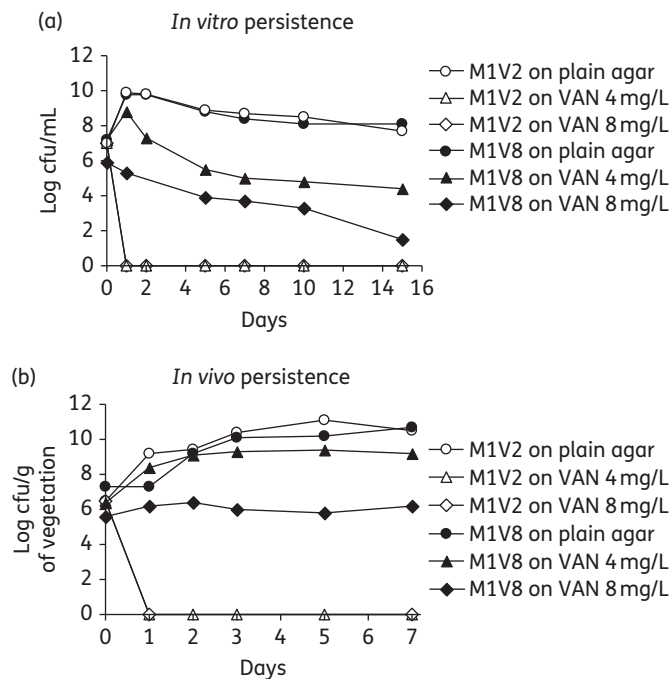 (a)
In vitro persistence
Log cfu/mL
12
10
8
6
4
2
0
0 2 4 6 8 10 12 14 16
Days
M1V2 on plain agar
M1V2 on VAN 4 mg/L
M1V2 on VAN 8 mg/L
M1V8 on plain agar
M1V8 on VAN 4 mg/L
M1V8 on VAN 8 mg/L
(b)
In vivo persistence
Log cfu/g
of vegetation
12
10
8
6
4
2
0
0 1 2 3 4 5 6 7
Days
M1V2 on plain agar
M1V2 on VAN 4 mg/L
M1V2 on VAN 8 mg/L
M1V8 on plain agar
M1V8 on VAN 4 mg/L
M1V8 on VAN 8 mg/L